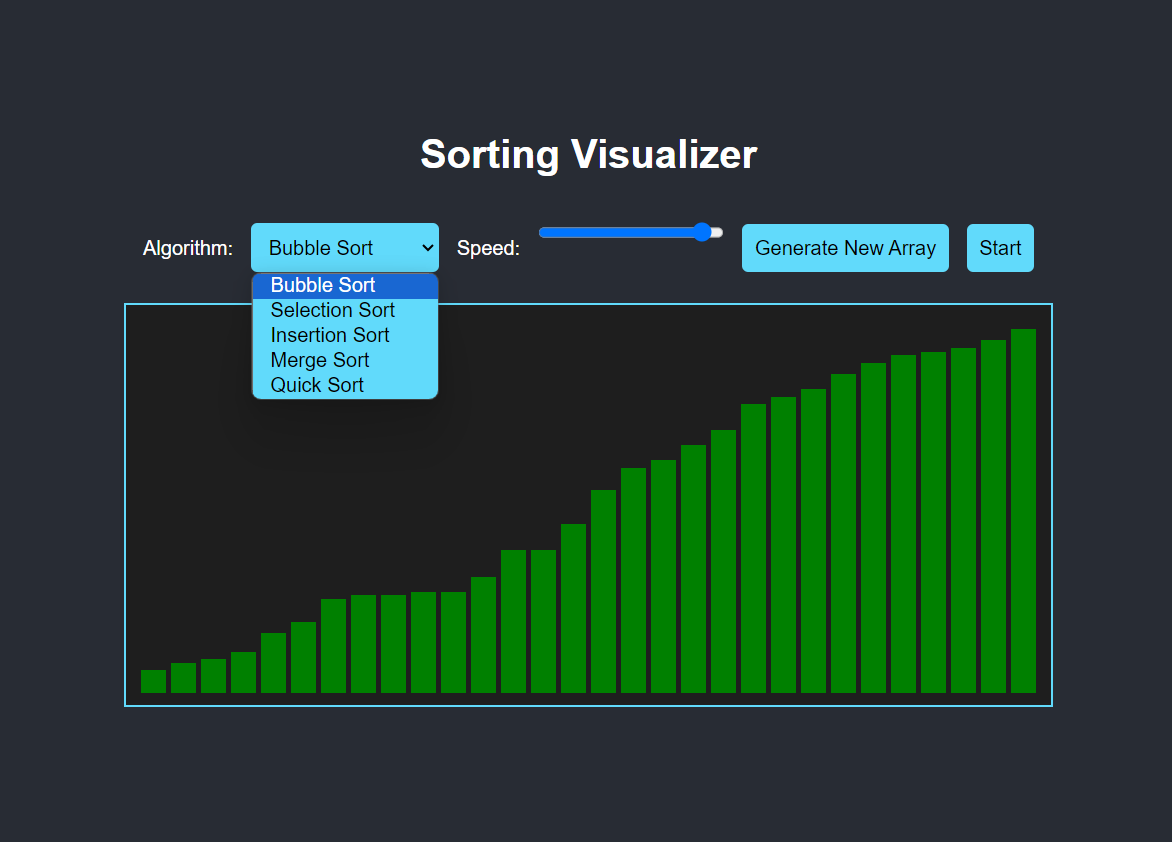 Sorting Visualizer
Algorithm: Bubble Sort Speed: Generate New Array Start
Bubble Sort
Selection Sort
Insertion Sort
Merge Sort
Quick Sort